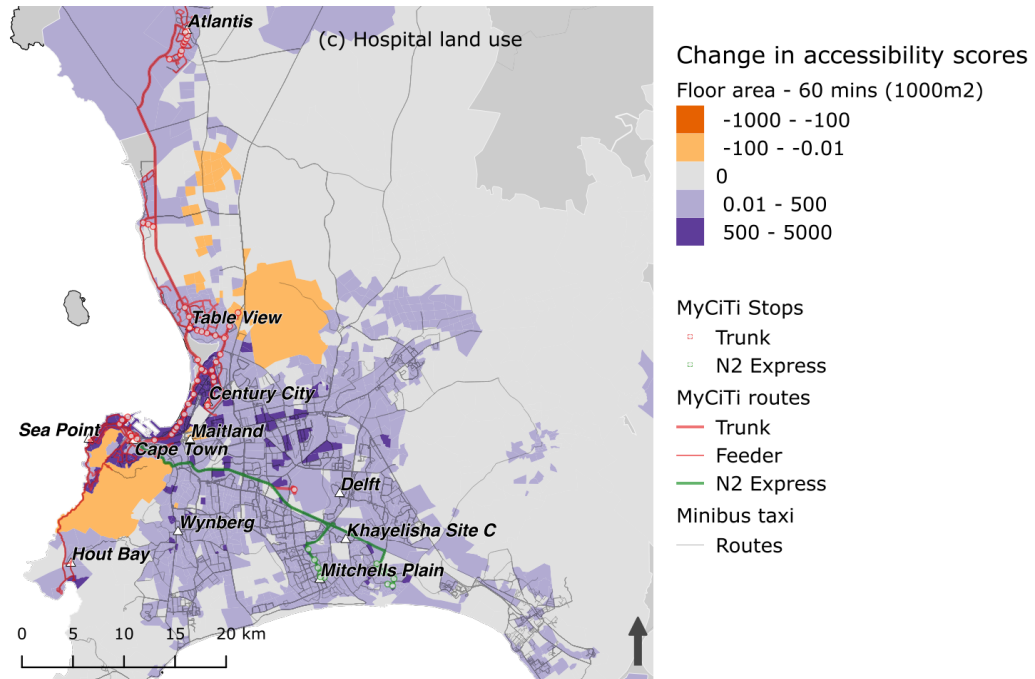 Atlantis
(c) Hospital land use
Table View
Century City
Sea Point
Maitland
Cape Town
Delft
Wynberg
Khayelisha Site C
Hout Bay
Mitchells Plain
0 5 10 15 20 km
Change in accessibility scores
Floor area - 60 mins (1000m2)
-1000 - -100
-100 - -0.01
0
0.01 - 500
500 - 5000
MyCiTi Stops
Trunk
N2 Express
MyCiTi routes
Trunk
Feeder
N2 Express
Minibus taxi
Routes